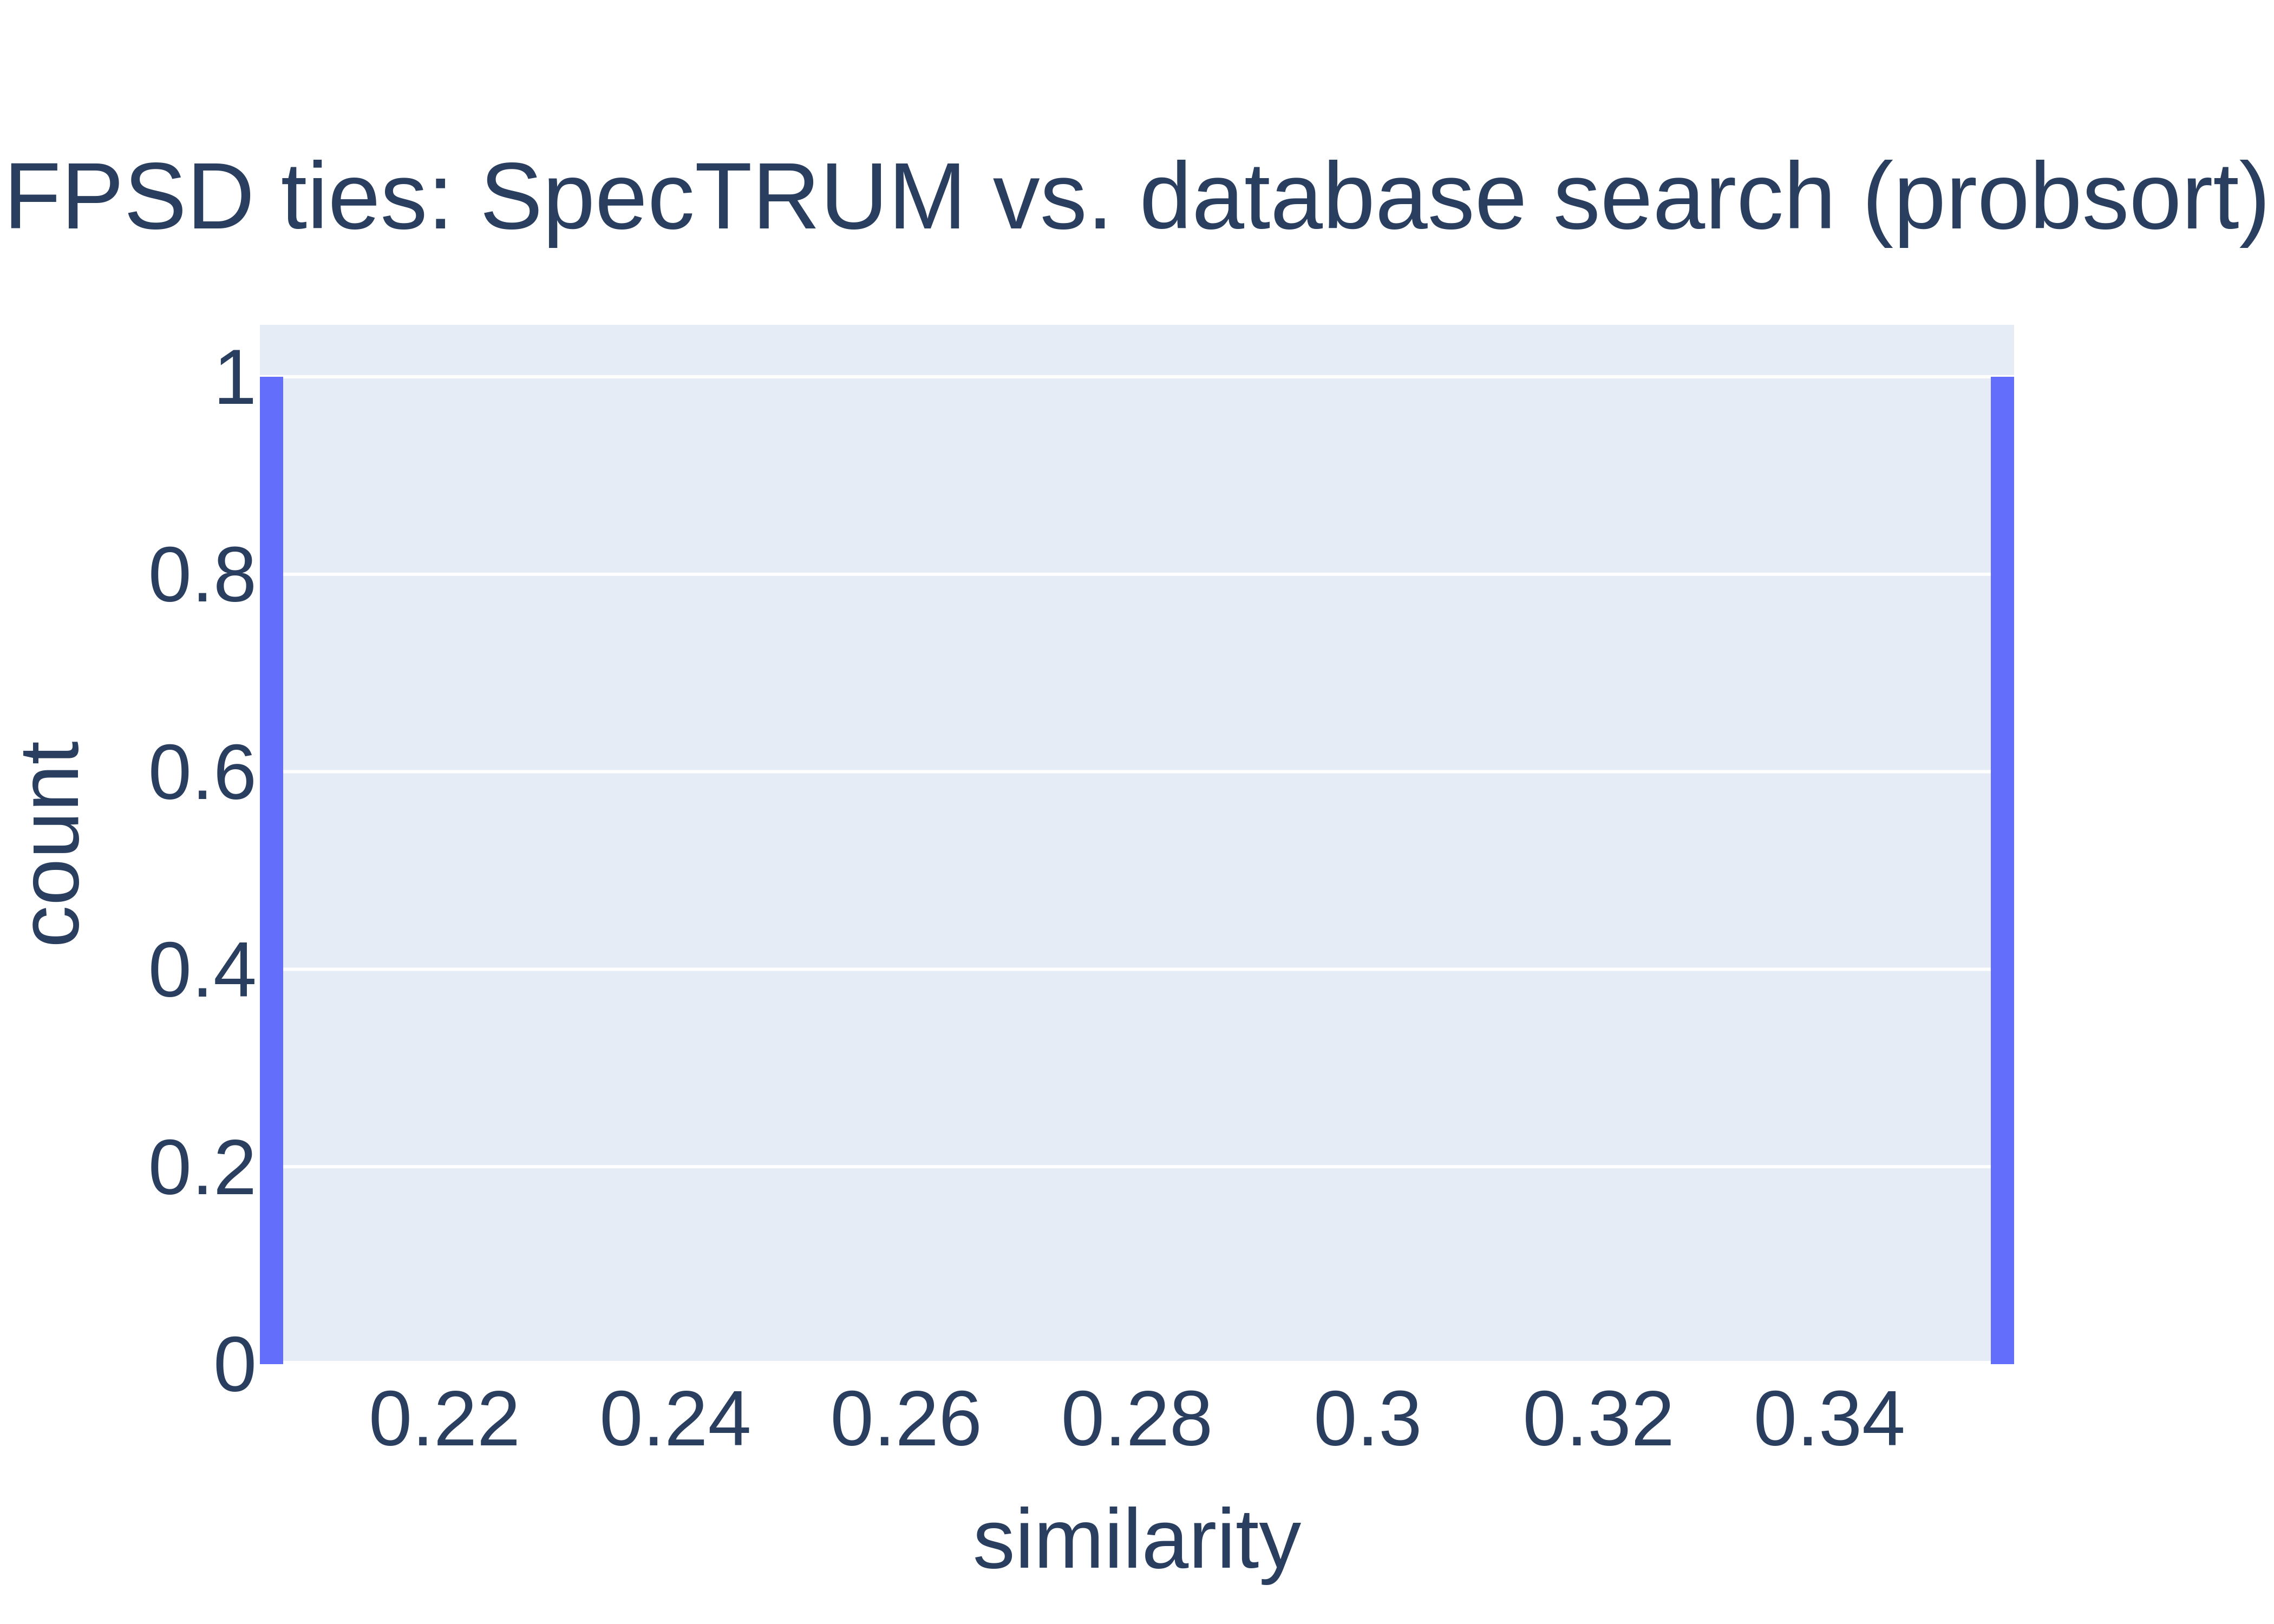 FPSD ties: SpecTRUM vs. database search (probsort)
1
0.8
0.6
0.4
0.2
0
count
0.22 0.24 0.26 0.28 0.3 0.32 0.34
similarity